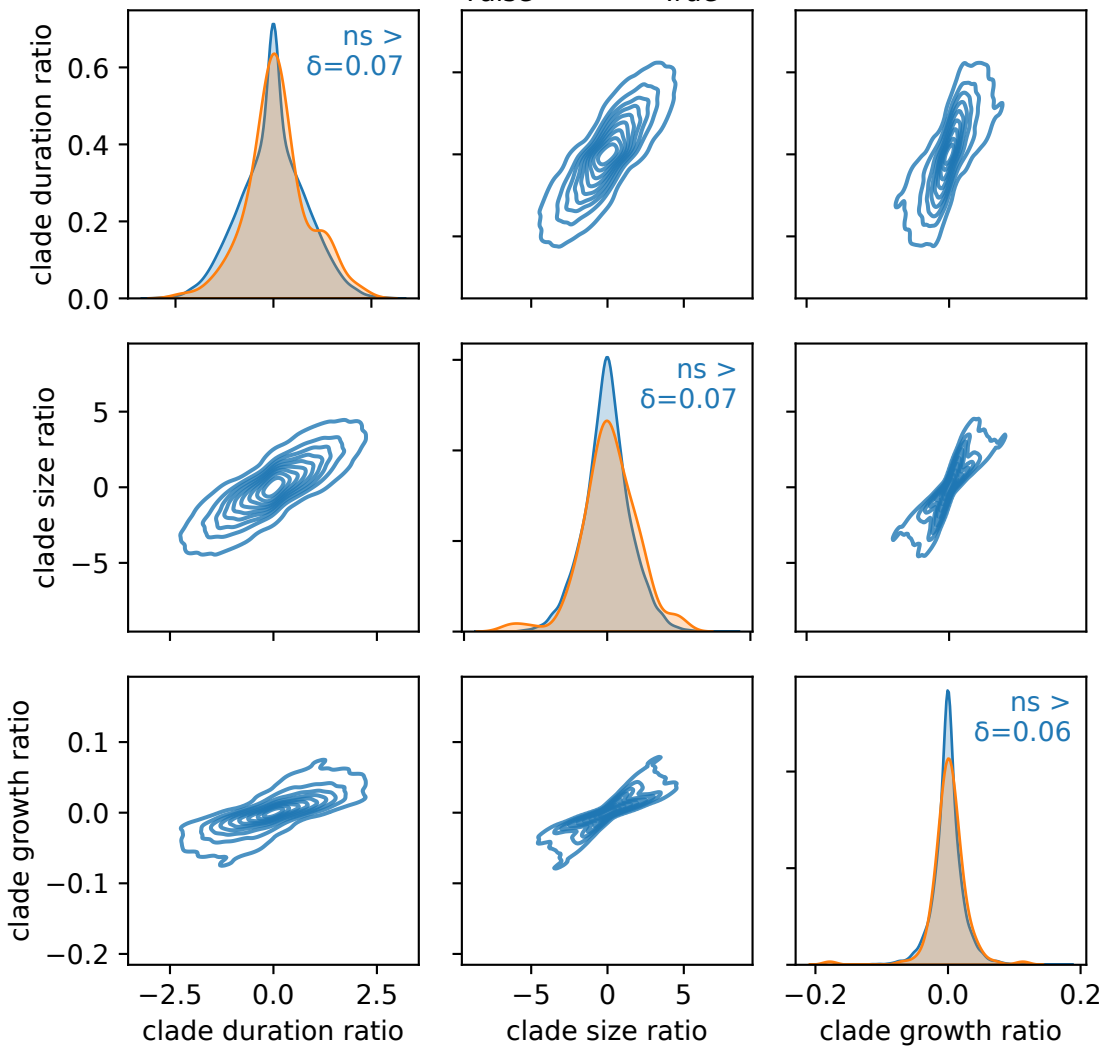 clade duration ratio
0.6
0.4
0.2
0.0
ns >
δ=0.07
clade size ratio
5
0
−5
ns >
δ=0.07
clade growth ratio
0.1
0.0
−0.1
−0.2
ns >
δ=0.06
−2.5 0.0 2.5
−5 0 5
−0.2 0.0 0.2
clade duration ratio
clade size ratio
clade growth ratio